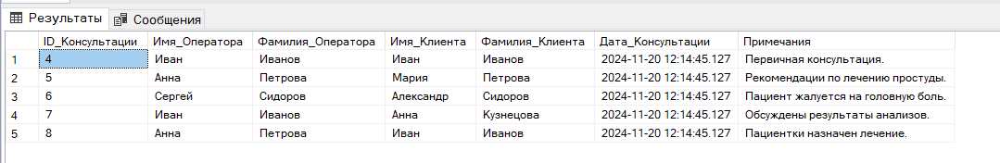 Результаты Сообщения
ID_Консультации Имя_Оператора Фамилия_Оператора Имя_Клиента Фамилия_Клиента Дата_Консультации Примечания
1 4 Иван Иванов Иван Иванов 2024-11-20 12:14:45.127 Первичная консультация.
2 5 Анна Петрова Мария Петрова 2024-11-20 12:14:45.127 Рекомендации по лечению простуды.
3 6 Сергей Сидоров Александр Сидоров 2024-11-20 12:14:45.127 Пациент жалуется на головную боль.
4 7 Иван Иванов Анна Кузнецова 2024-11-20 12:14:45.127 Обсуждены результаты анализов.
5 8 Анна Петрова Иван Иванов 2024-11-20 12:14:45.127 Пациентки назначен лечение.